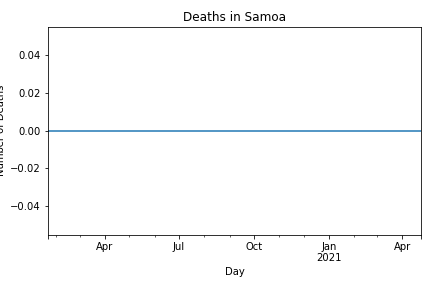 Deaths in Samoa
0.04
0.02
0.00
−0.02
−0.04
Number of Deaths
Apr
Jul
Oct
Jan
2021
Apr
Day